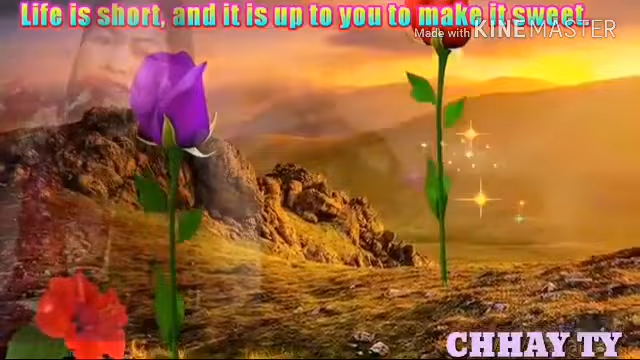 Life is short, and it is up to you to make it sweet.
Made with KINEMASTER
CHHAY TY